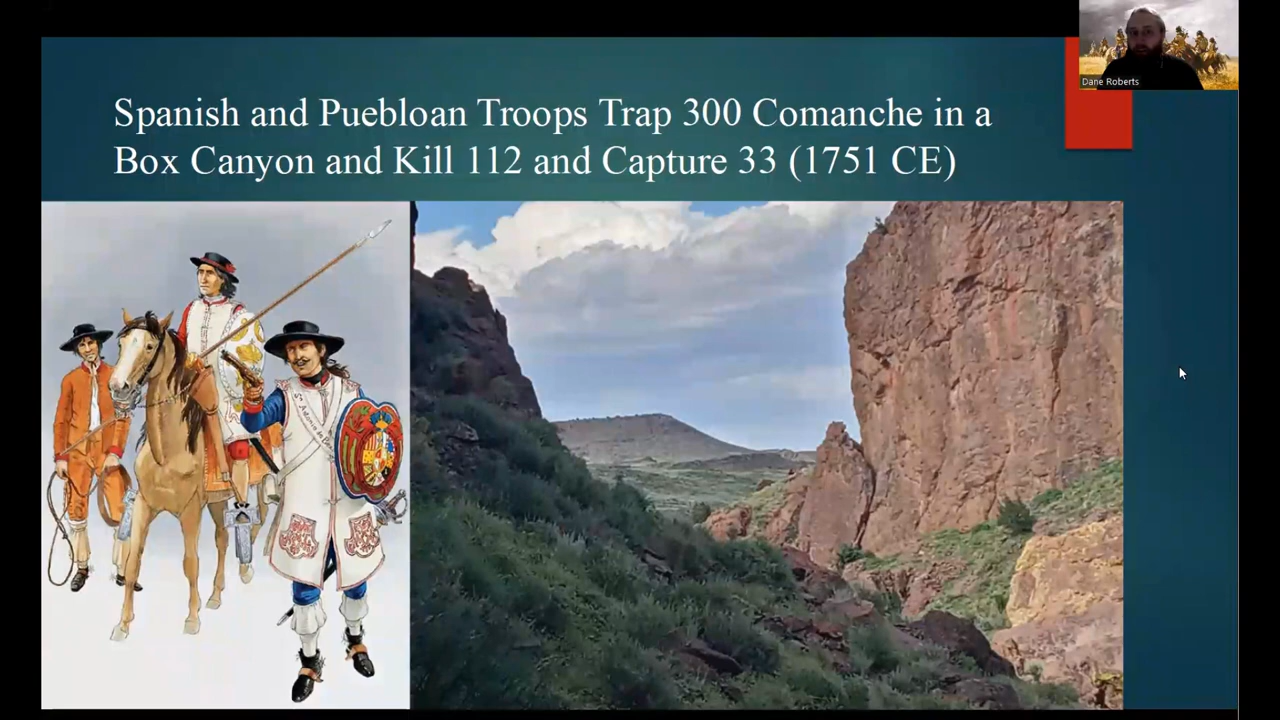 Spanish and Puebloan Troops Trap 300 Comanche in a
Box Canyon and Kill 112 and Capture 33 (1751 CE)
Dane Roberts